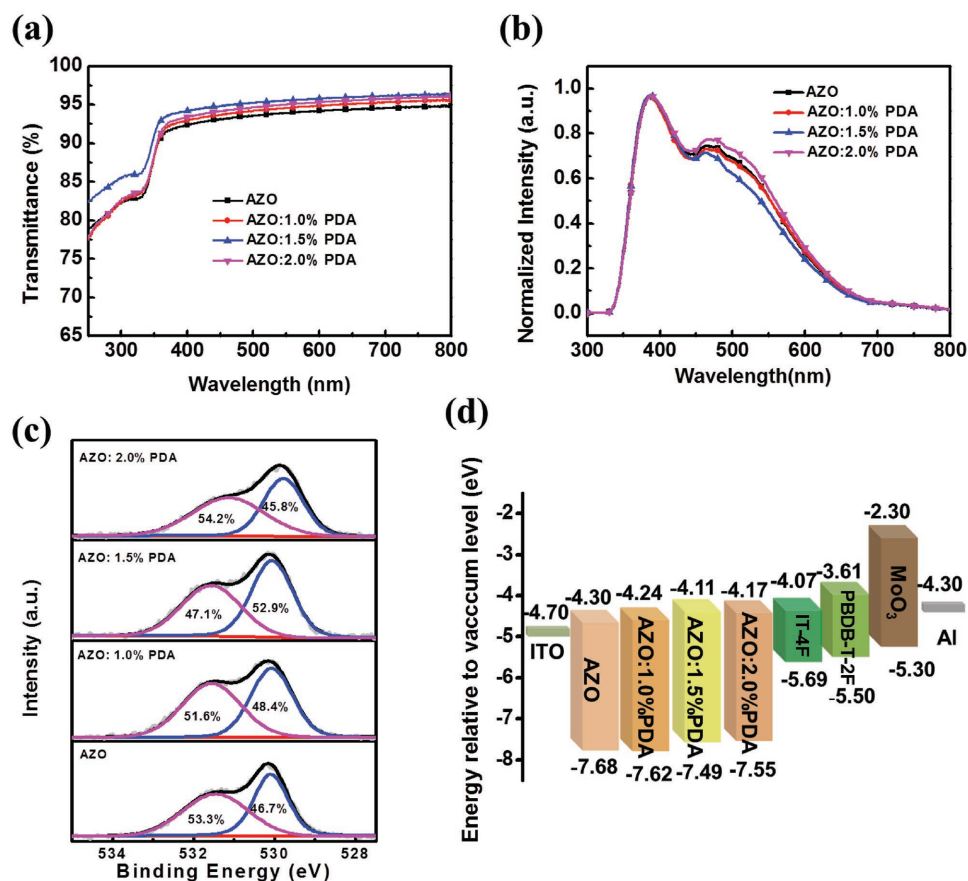 (a)
100
95
90
85
80
75
70
65
Transmittance (%)
AZO
AZO:1.0% PDA
AZO:1.5% PDA
AZO:2.0% PDA
300 400 500 600 700 800
Wavelength (nm)
(b)
1.0
0.8
0.6
0.4
0.2
0.0
Normalized Intensity (a.u.)
AZO
AZO:1.0% PDA
AZO:1.5% PDA
AZO:2.0% PDA
300 400 500 600 700 800
Wavelength(nm)
(c)
Intensity (a.u.)
AZO: 2.0% PDA
54.2%
45.8%
AZO: 1.5% PDA
47.1%
52.9%
AZO: 1.0% PDA
51.6%
48.4%
AZO
53.3%
46.7%
534 532 530 528
Binding Energy (eV)
(d)
Energy relative to vaccum level (eV)
-2
-3
-4
-5
-6
-7
-8
-4.70
ITO
-4.30
AZO
-7.68
-4.24
AZO:1.0%PDA
-7.62
-4.11
AZO:1.5%PDA
-7.49
-4.17
AZO:2.0%PDA
-7.55
-4.07
IT-4F
-5.69
-3.61
PBDB-T-2F
-5.50
-2.30
MoO₃
-5.30
-4.30
Al